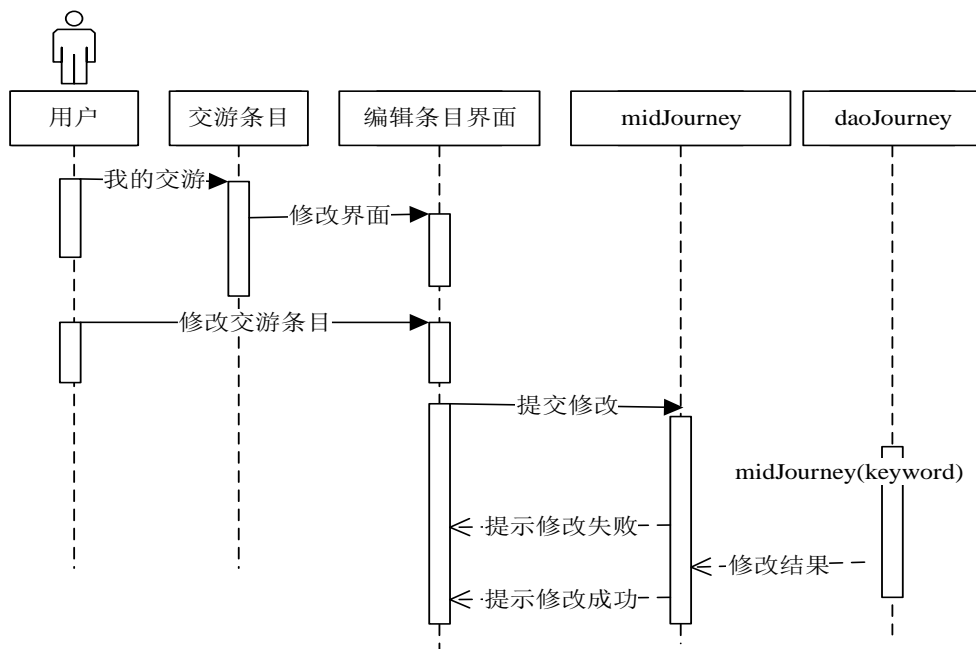 用户
交游条目
编辑条目界面
midJourney
daoJourney
我的交游
修改界面
修改交游条目
提交修改
midJourney(keyword)
提示修改失败
修改结果
提示修改成功